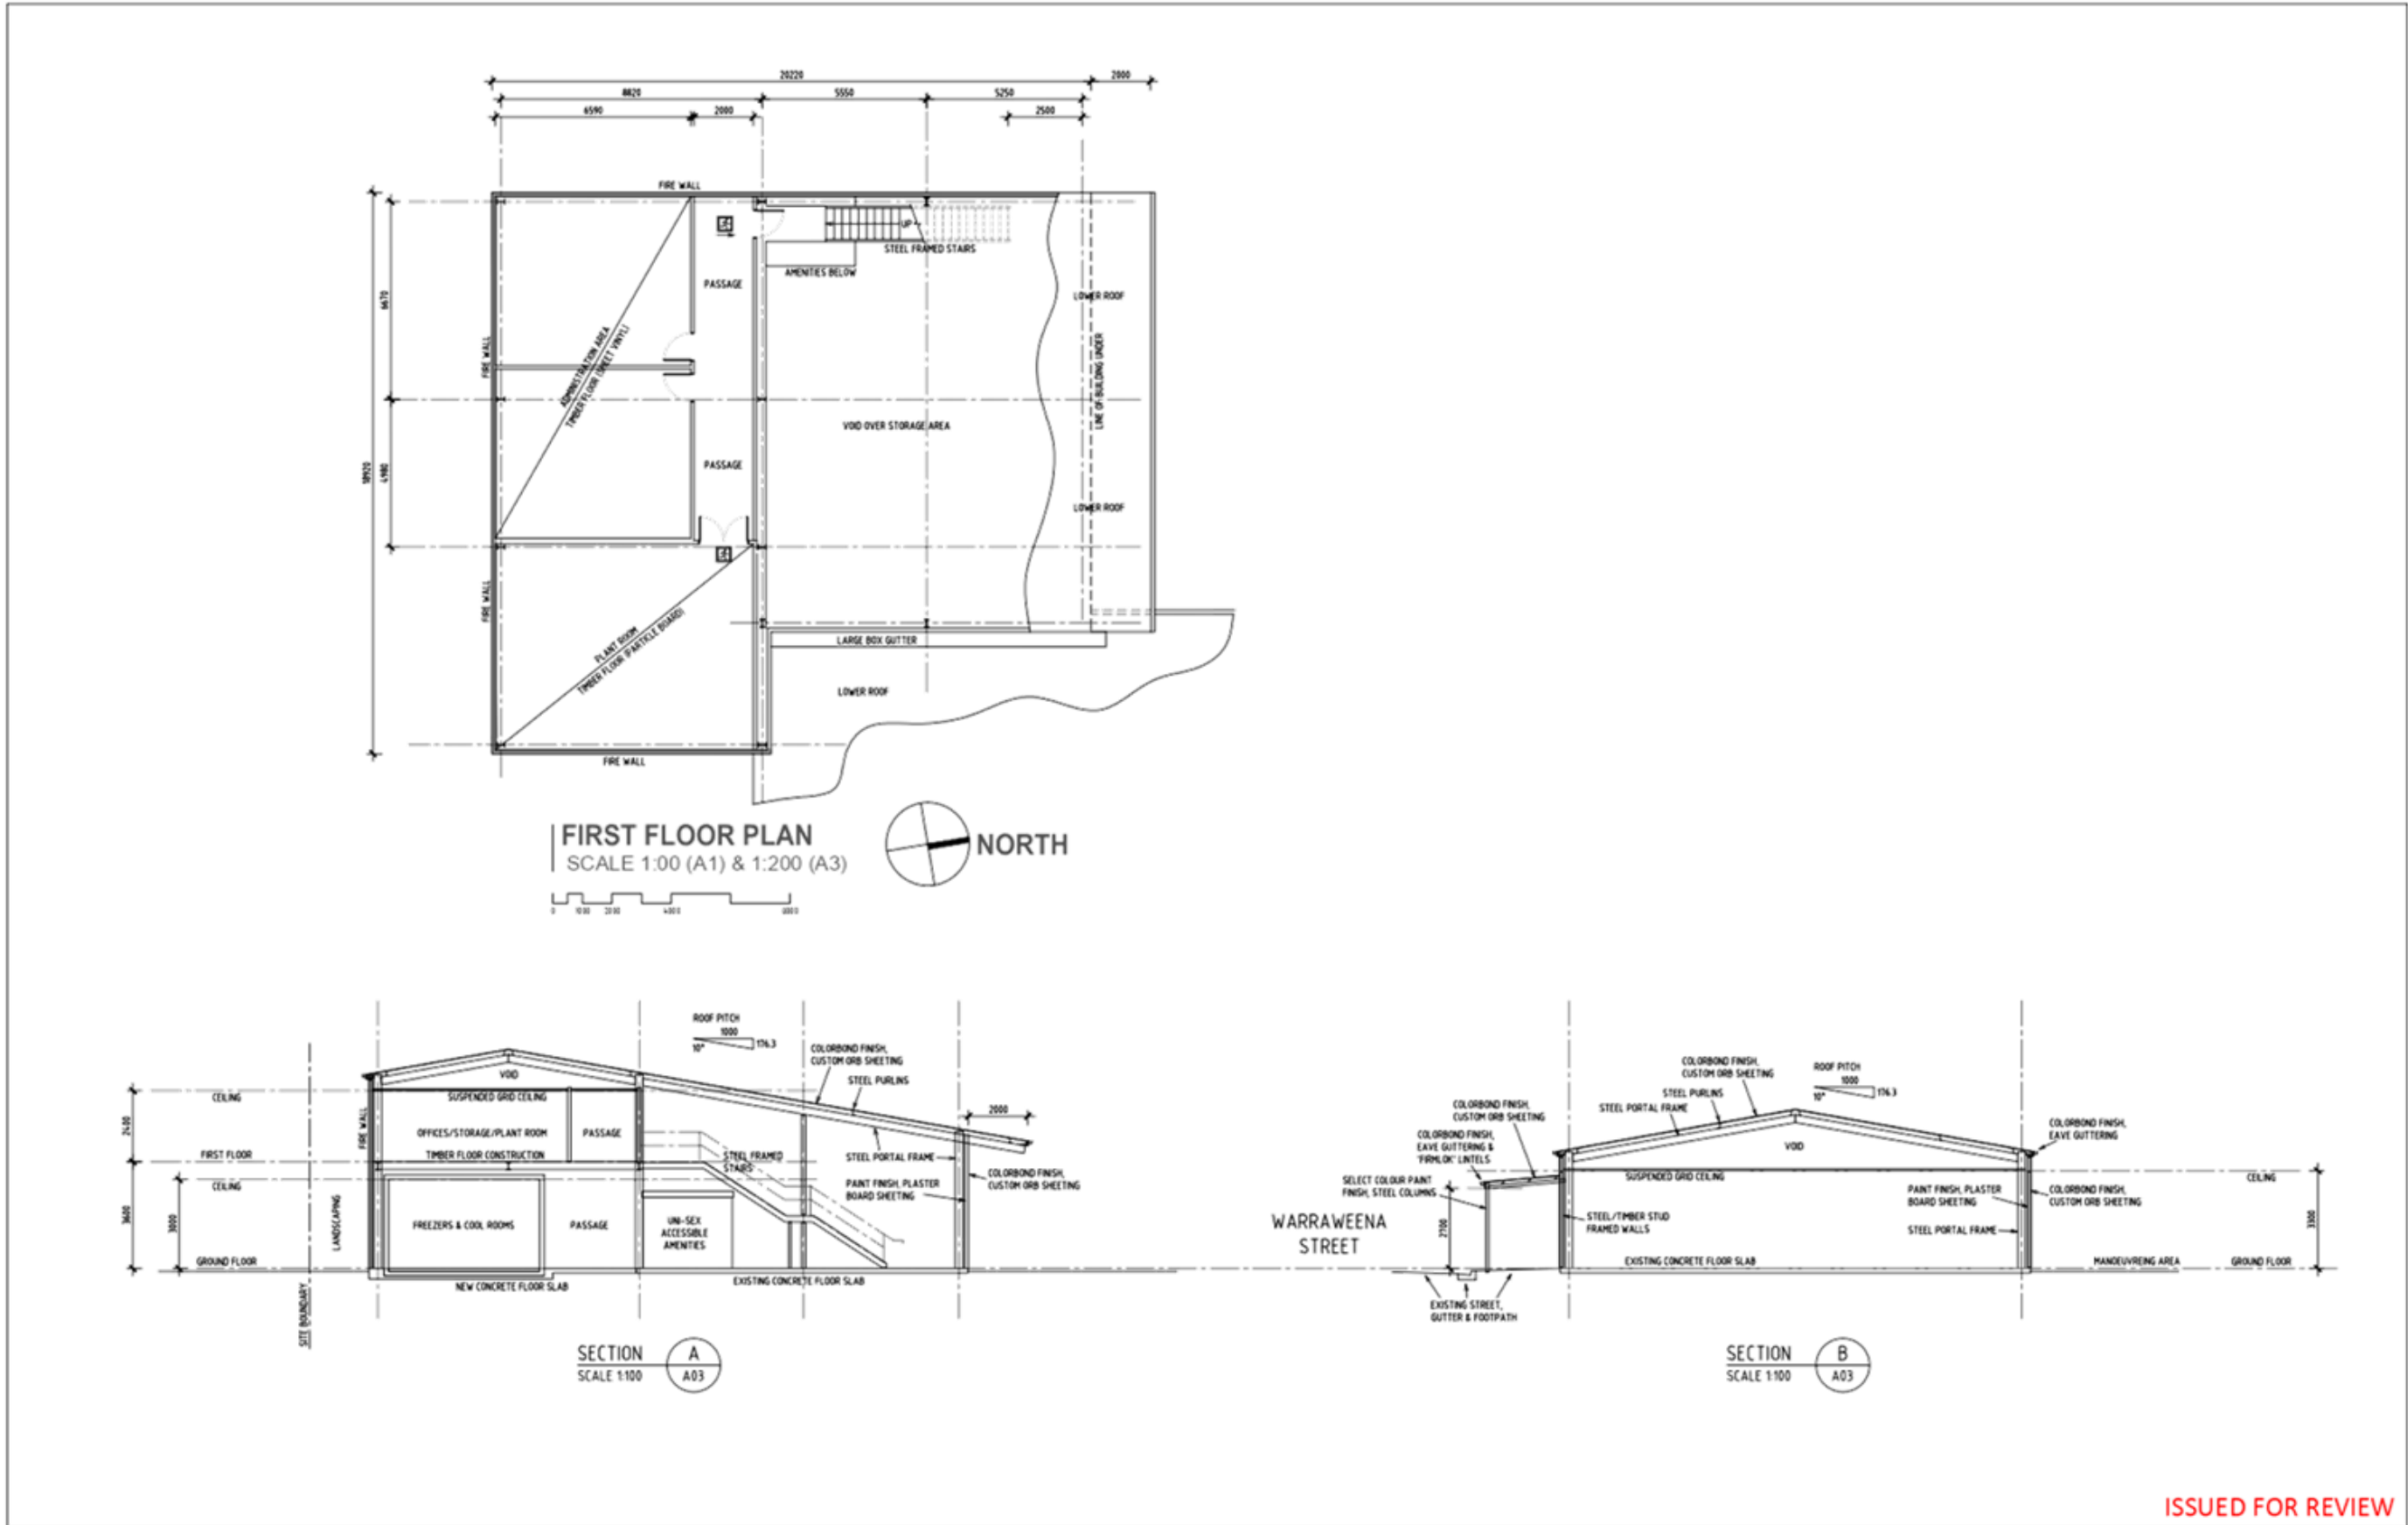 20220
2000
8820
5550
5250
6590
2000
2500
FIRE WALL
UP
STEEL FRAMED STAIRS
AMENITIES BELOW
PASSAGE
LOWER ROOF
6670
ADMINISTRATION AREA
TIMBER FLOOR (SHEET VINYL)
FIRE WALL
LINE OF BUILDING UNDER
VOID OVER STORAGE AREA
18920
4980
PASSAGE
LOWER ROOF
FIRE WALL
PLANT ROOM
TIMBER FLOOR (PARTICLE BOARD)
LARGE BOX GUTTER
LOWER ROOF
FIRE WALL
FIRST FLOOR PLAN
SCALE 1:00 (A1) & 1:200 (A3)
NORTH
0 1000 2000 4000 8000
ROOF PITCH
1000
10°
176.3
COLORBOND FINISH,
CUSTOM ORB SHEETING
STEEL PURLINS
VOID
CEILING
SUSPENDED GRID CEILING
2000
2400
FIRE WALL
OFFICES/STORAGE/PLANT ROOM
PASSAGE
FIRST FLOOR
TIMBER FLOOR CONSTRUCTION
STEEL FRAMED
STAIRS
STEEL PORTAL FRAME
COLORBOND FINISH,
CUSTOM ORB SHEETING
PAINT FINISH, PLASTER
BOARD SHEETING
CEILING
3600
3000
LANDSCAPING
FREEZERS & COOL ROOMS
PASSAGE
UNI-SEX
ACCESSIBLE
AMENITIES
GROUND FLOOR
NEW CONCRETE FLOOR SLAB
EXISTING CONCRETE FLOOR SLAB
SITE BOUNDARY
SECTION
SCALE 1:100
A
A03
WARRAWEENA
STREET
COLORBOND FINISH,
CUSTOM ORB SHEETING
STEEL PURLINS
STEEL PORTAL FRAME
ROOF PITCH
1000
10°
176.3
COLORBOND FINISH,
CUSTOM ORB SHEETING
COLORBOND FINISH,
EAVE GUTTERING &
'FIRMLOK' LINTELS
SELECT COLOUR PAINT
FINISH, STEEL COLUMNS
COLORBOND FINISH,
EAVE GUTTERING
VOID
SUSPENDED GRID CEILING
CEILING
PAINT FINISH, PLASTER
BOARD SHEETING
COLORBOND FINISH,
CUSTOM ORB SHEETING
STEEL/TIMBER STUD
FRAMED WALLS
STEEL PORTAL FRAME
2700
3300
EXISTING CONCRETE FLOOR SLAB
MANOEUVREING AREA
GROUND FLOOR
EXISTING STREET,
GUTTER & FOOTPATH
SECTION
SCALE 1:100
B
A03
ISSUED FOR REVIEW